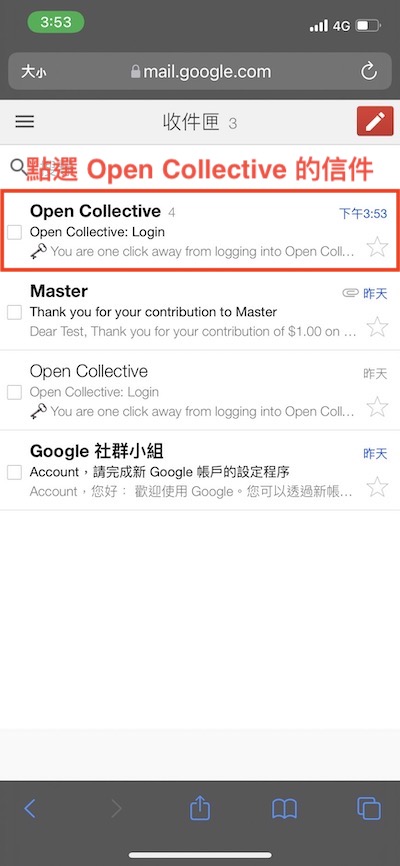 3:53
4G
大小
mail.google.com
收件匣 3
點選 Open Collective 的信件
Open Collective 4
下午3:53
Open Collective: Login
You are one click away from logging into Open Coll...
Master
昨天
Thank you for your contribution to Master
Dear Test, Thank you for your contribution of $1.00 on ...
Open Collective
昨天
Open Collective: Login
You are one click away from logging into Open Coll...
Google 社群小組
昨天
Account，請完成新 Google 帳戶的設定程序
Account，您好： 歡迎使用 Google。您可以透過新帳...